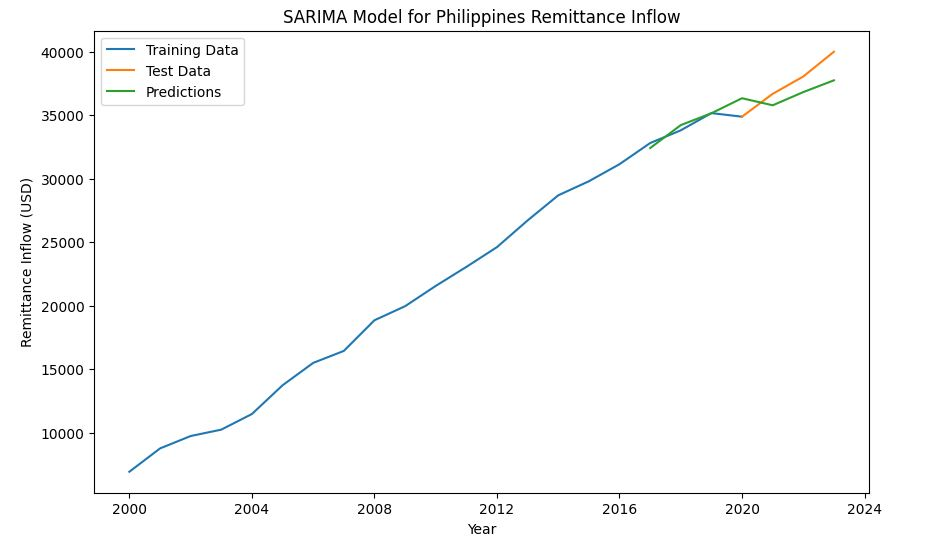 SARIMA Model for Philippines Remittance Inflow
Training Data
Test Data
Predictions
40000
35000
30000
25000
20000
15000
10000
Remittance Inflow (USD)
2000 2004 2008 2012 2016 2020 2024
Year